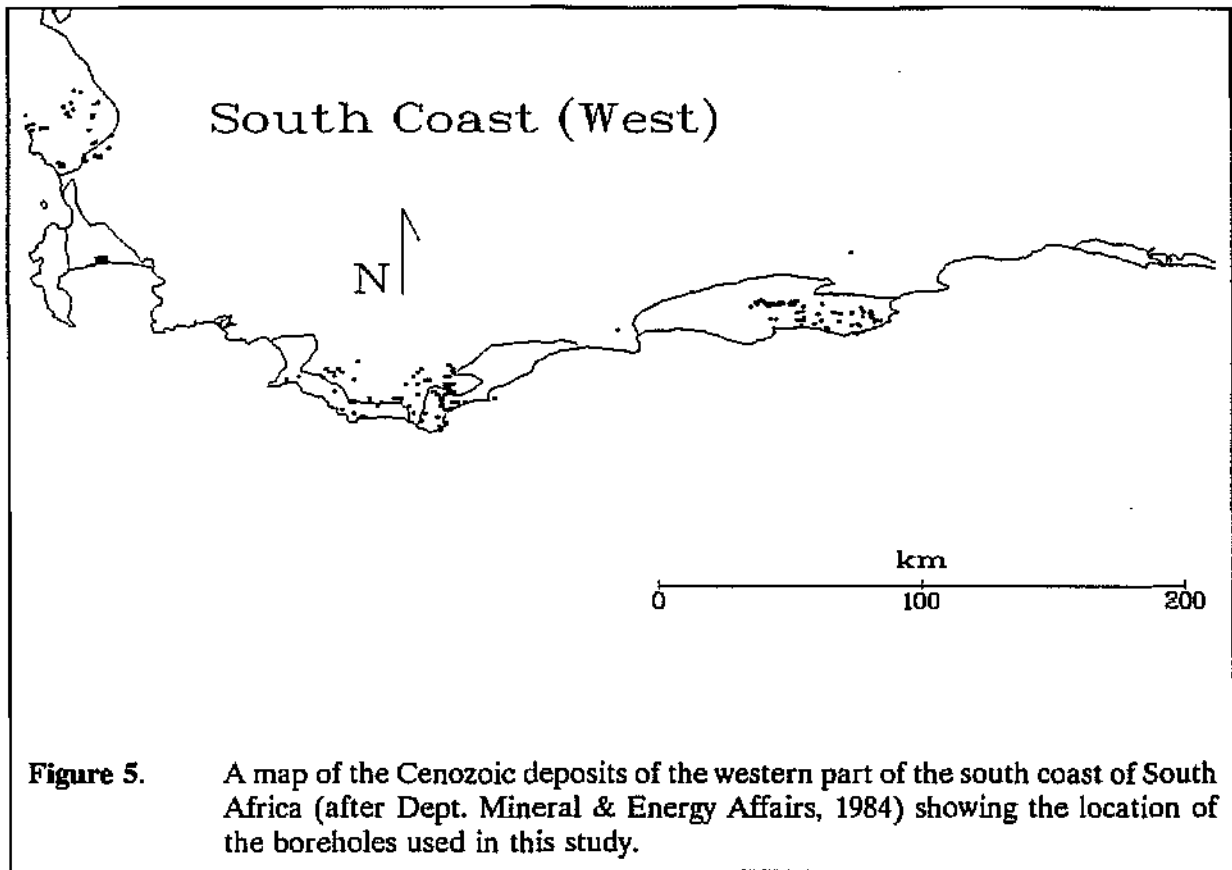 South Coast (West)
N
km
0 100 200
Figure 5. A map of the Cenozoic deposits of the western part of the south coast of South
Africa (after Dept. Mineral & Energy Affairs, 1984) showing the location of
the boreholes used in this study.